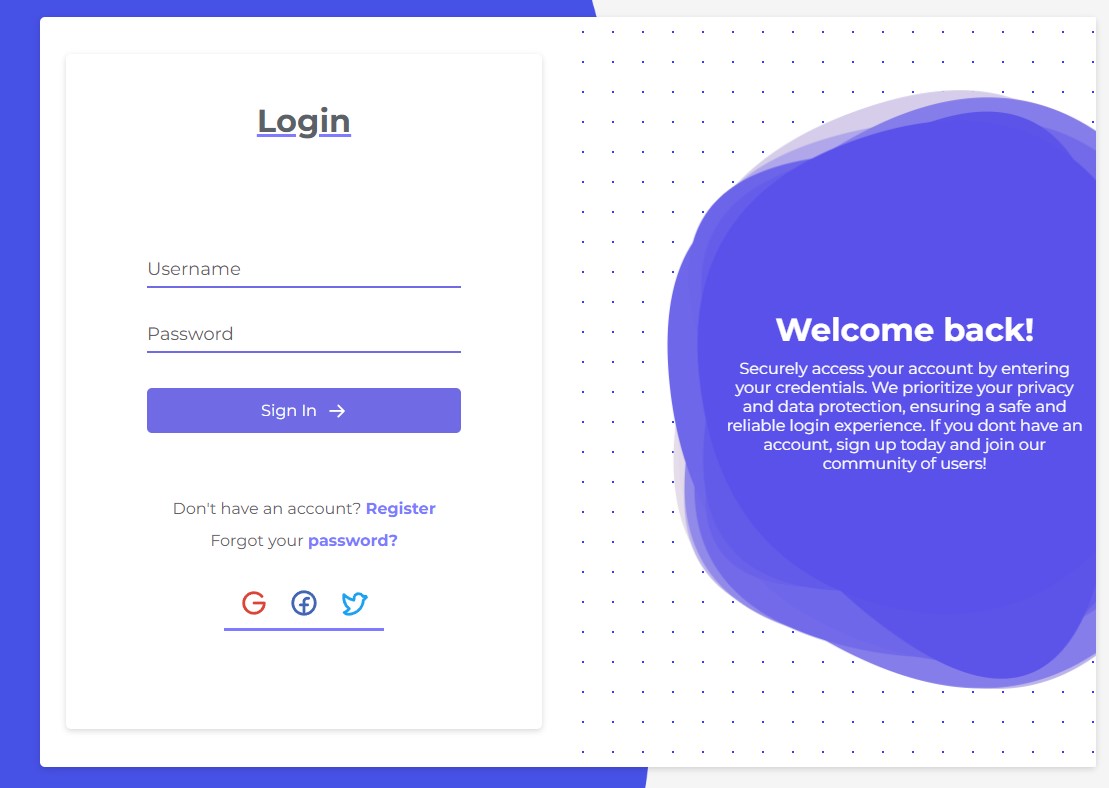 Login
Username
Password
Sign In
Don't have an account? Register
Forgot your password?
Welcome back!
Securely access your account by entering
your credentials. We prioritize your privacy
and data protection, ensuring a safe and
reliable login experience. If you dont have an
account, sign up today and join our
community of users!